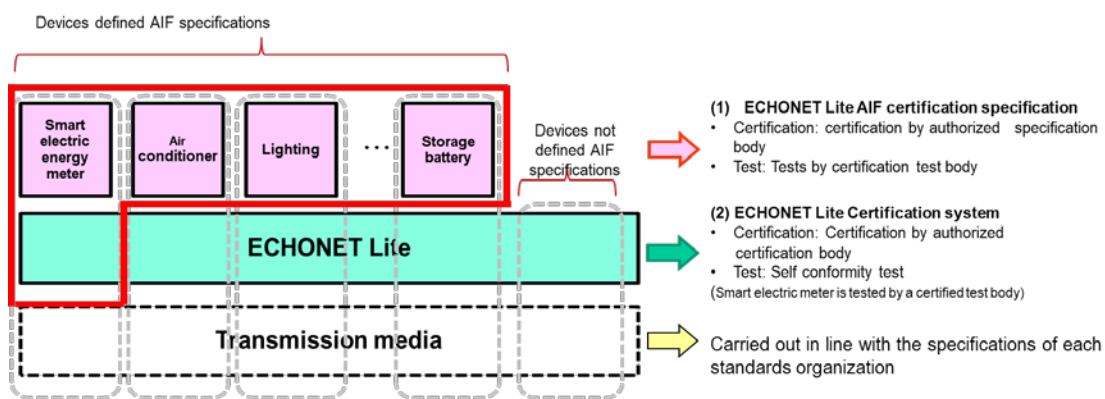 Devices defined AIF specifications
Smart
electric
energy
meter
Air
conditioner
Lighting
...
Storage
battery
Devices not
defined AIF
specifications
ECHONET Lite
Transmission media
(1) ECHONET Lite AIF certification specification
• Certification: certification by authorized specification
body
• Test: Tests by certification test body
(2) ECHONET Lite Certification system
• Certification: Certification by authorized
certification body
• Test: Self conformity test
(Smart electric meter is tested by a certified test body)
Carried out in line with the specifications of each
standards organization